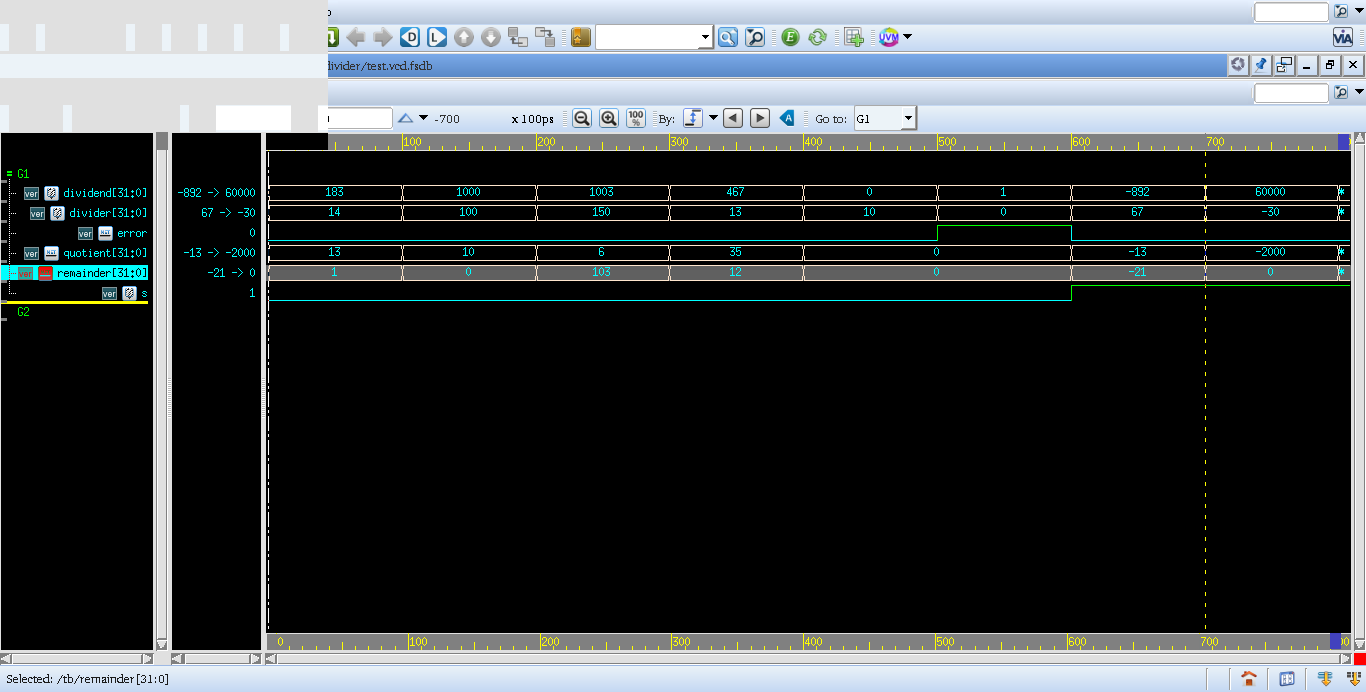 D L E UVM VIA
divider/test.vcd.fsdb
-700 x 100ps 100 % By: A Go to: G1
100 200 300 400 500 600 700
G1
ver dividend[31:0] -892 -> 60000 183 1000 1003 467 0 1 -892 60000 *
ver divider[31:0] 67 -> -30 14 100 150 13 10 0 67 -30 *
ver error 0
ver quotient[31:0] -13 -> -2000 13 10 6 35 0 -13 -2000 *
ver remainder[31:0] -21 -> 0 1 0 103 12 0 -21 0 *
ver s 1
G2
0 100 200 300 400 500 600 700
Selected: /tb/remainder[31:0]